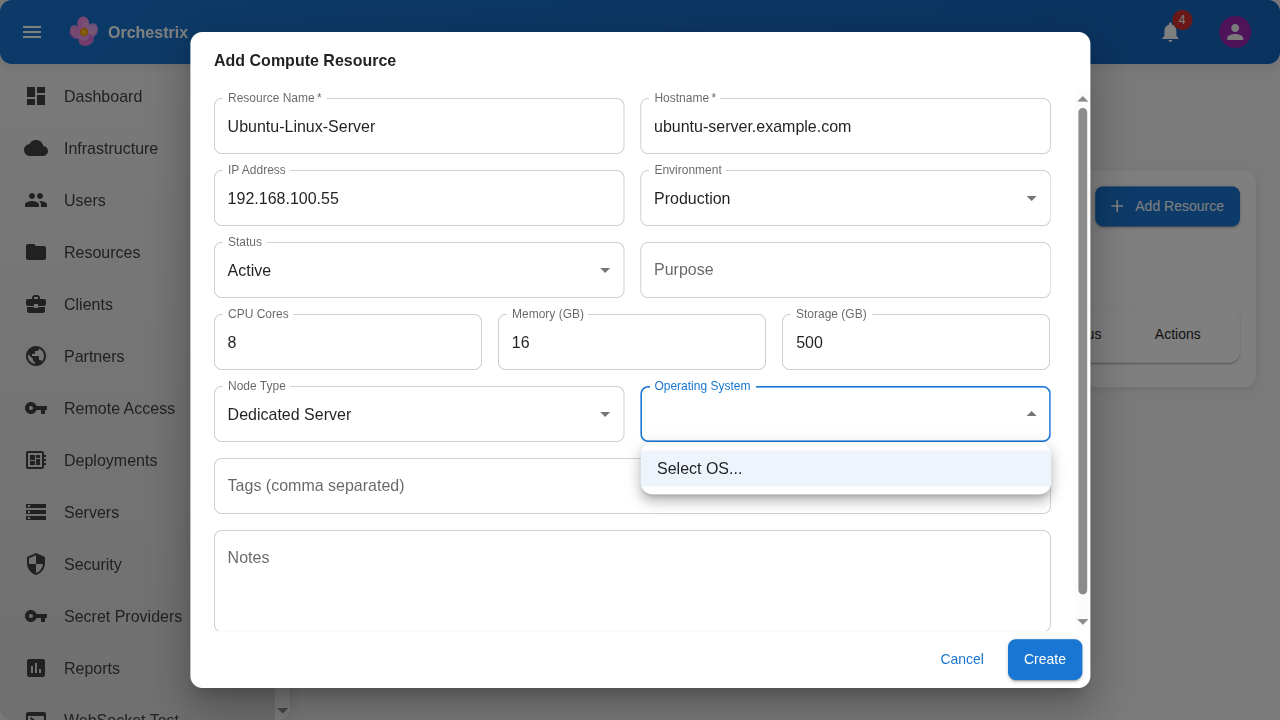 Orchestrix
4
Dashboard
Infrastructure
Users
Resources
Clients
Partners
Remote Access
Deployments
Servers
Security
Secret Providers
Reports
WebSocket Test
Add Resource
Actions
Add Compute Resource
Resource Name *
Ubuntu-Linux-Server
Hostname *
ubuntu-server.example.com
IP Address
192.168.100.55
Environment
Production
Status
Active
Purpose
CPU Cores
8
Memory (GB)
16
Storage (GB)
500
Node Type
Dedicated Server
Operating System
Select OS...
Tags (comma separated)
Notes
Cancel
Create